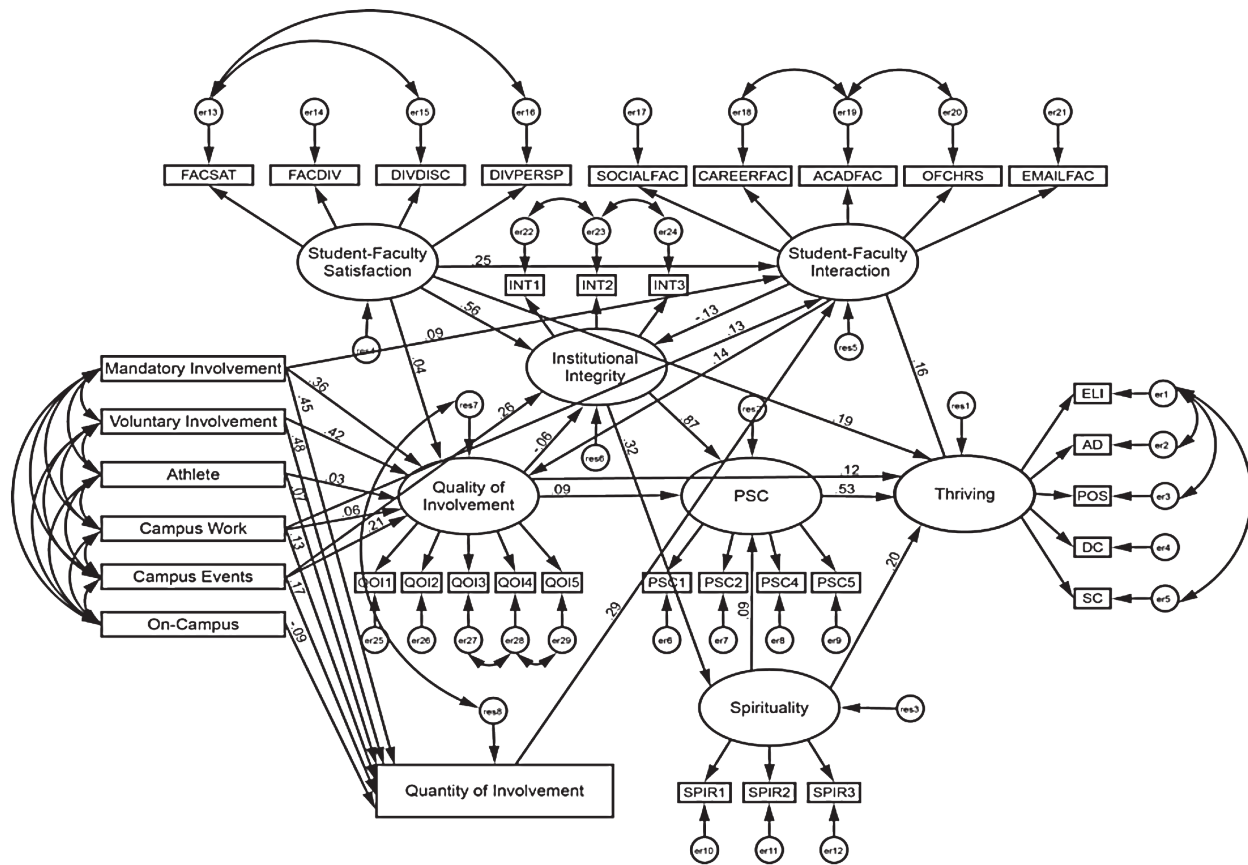 er13
er14
er15
er16
er17
er18
er19
er20
er21
FACSAT
FACDIV
DIVDISC
DIVPERSP
SOCIALFAC
CAREERFAC
ACADFAC
OFCHRS
EMAILFAC
er22
er23
er24
Student-Faculty
Satisfaction
Student-Faculty
Interaction
.25
INT1
INT2
INT3
.56
-.13
.09
.13
res4
res5
.04
.14
Institutional
Integrity
Mandatory Involvement
.36
.45
.16
res7
.26
res2
res1
ELI
er1
Voluntary Involvement
.42
.48
-.06
.32
.87
.19
res6
AD
er2
Athlete
.03
.07
Quality of
Involvement
.12
.09
PSC
.53
Thriving
POS
er3
Campus Work
.06
.13
.21
DC
er4
Campus Events
.17
QOI1
QOI2
QOI3
QOI4
QOI5
PSC1
PSC2
PSC4
PSC5
.20
SC
er5
On-Campus
-.09
.29
.09
er25
er26
er27
er28
er29
er6
er7
er8
er9
res8
Spirituality
res3
Quantity of Involvement
SPIR1
SPIR2
SPIR3
er10
er11
er12